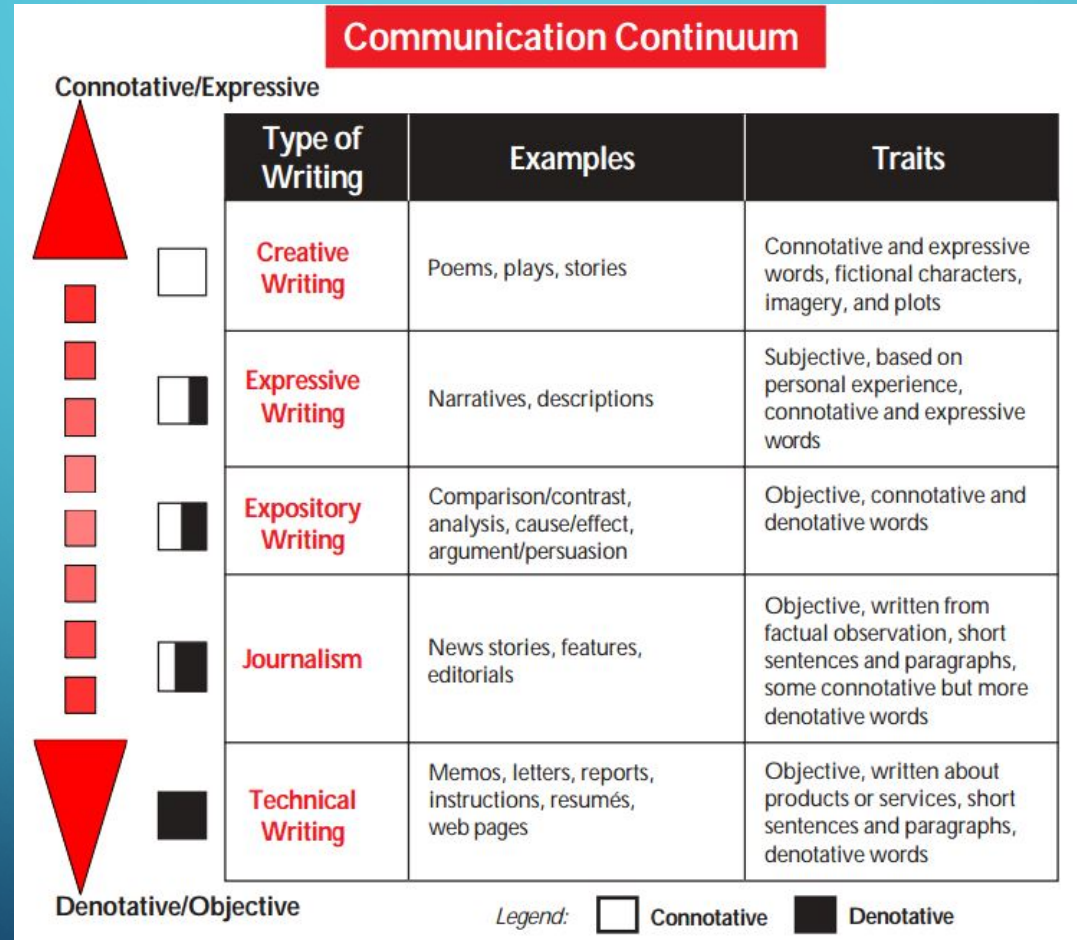 Communication Continuum
Connotative/Expressive
Type of
Writing
Examples
Traits
Creative
Writing
Poems, plays, stories
Connotative and expressive
words, fictional characters,
imagery, and plots
Expressive
Writing
Narratives, descriptions
Subjective, based on
personal experience,
connotative and expressive
words
Expository
Writing
Comparison/contrast,
analysis, cause/effect,
argument/persuasion
Objective, connotative and
denotative words
Journalism
News stories, features,
editorials
Objective, written from
factual observation, short
sentences and paragraphs,
some connotative but more
denotative words
Technical
Writing
Memos, letters, reports,
instructions, resumés,
web pages
Objective, written about
products or services, short
sentences and paragraphs,
denotative words
Denotative/Objective
Legend: Connotative Denotative